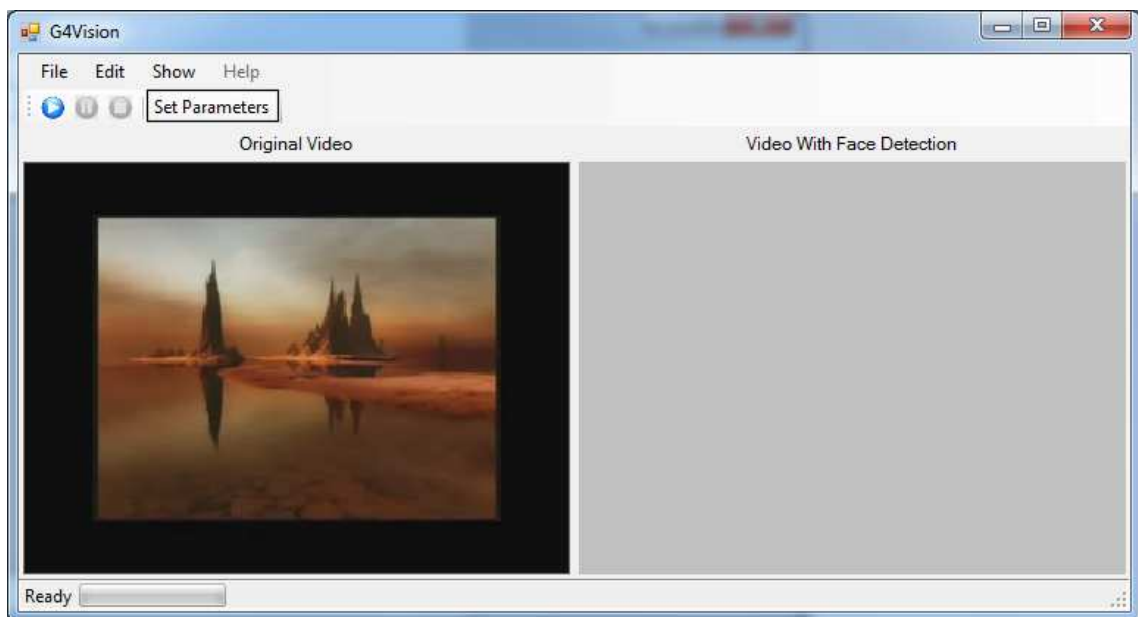 G4Vision
File Edit Show Help
Set Parameters
Original Video Video With Face Detection
Ready